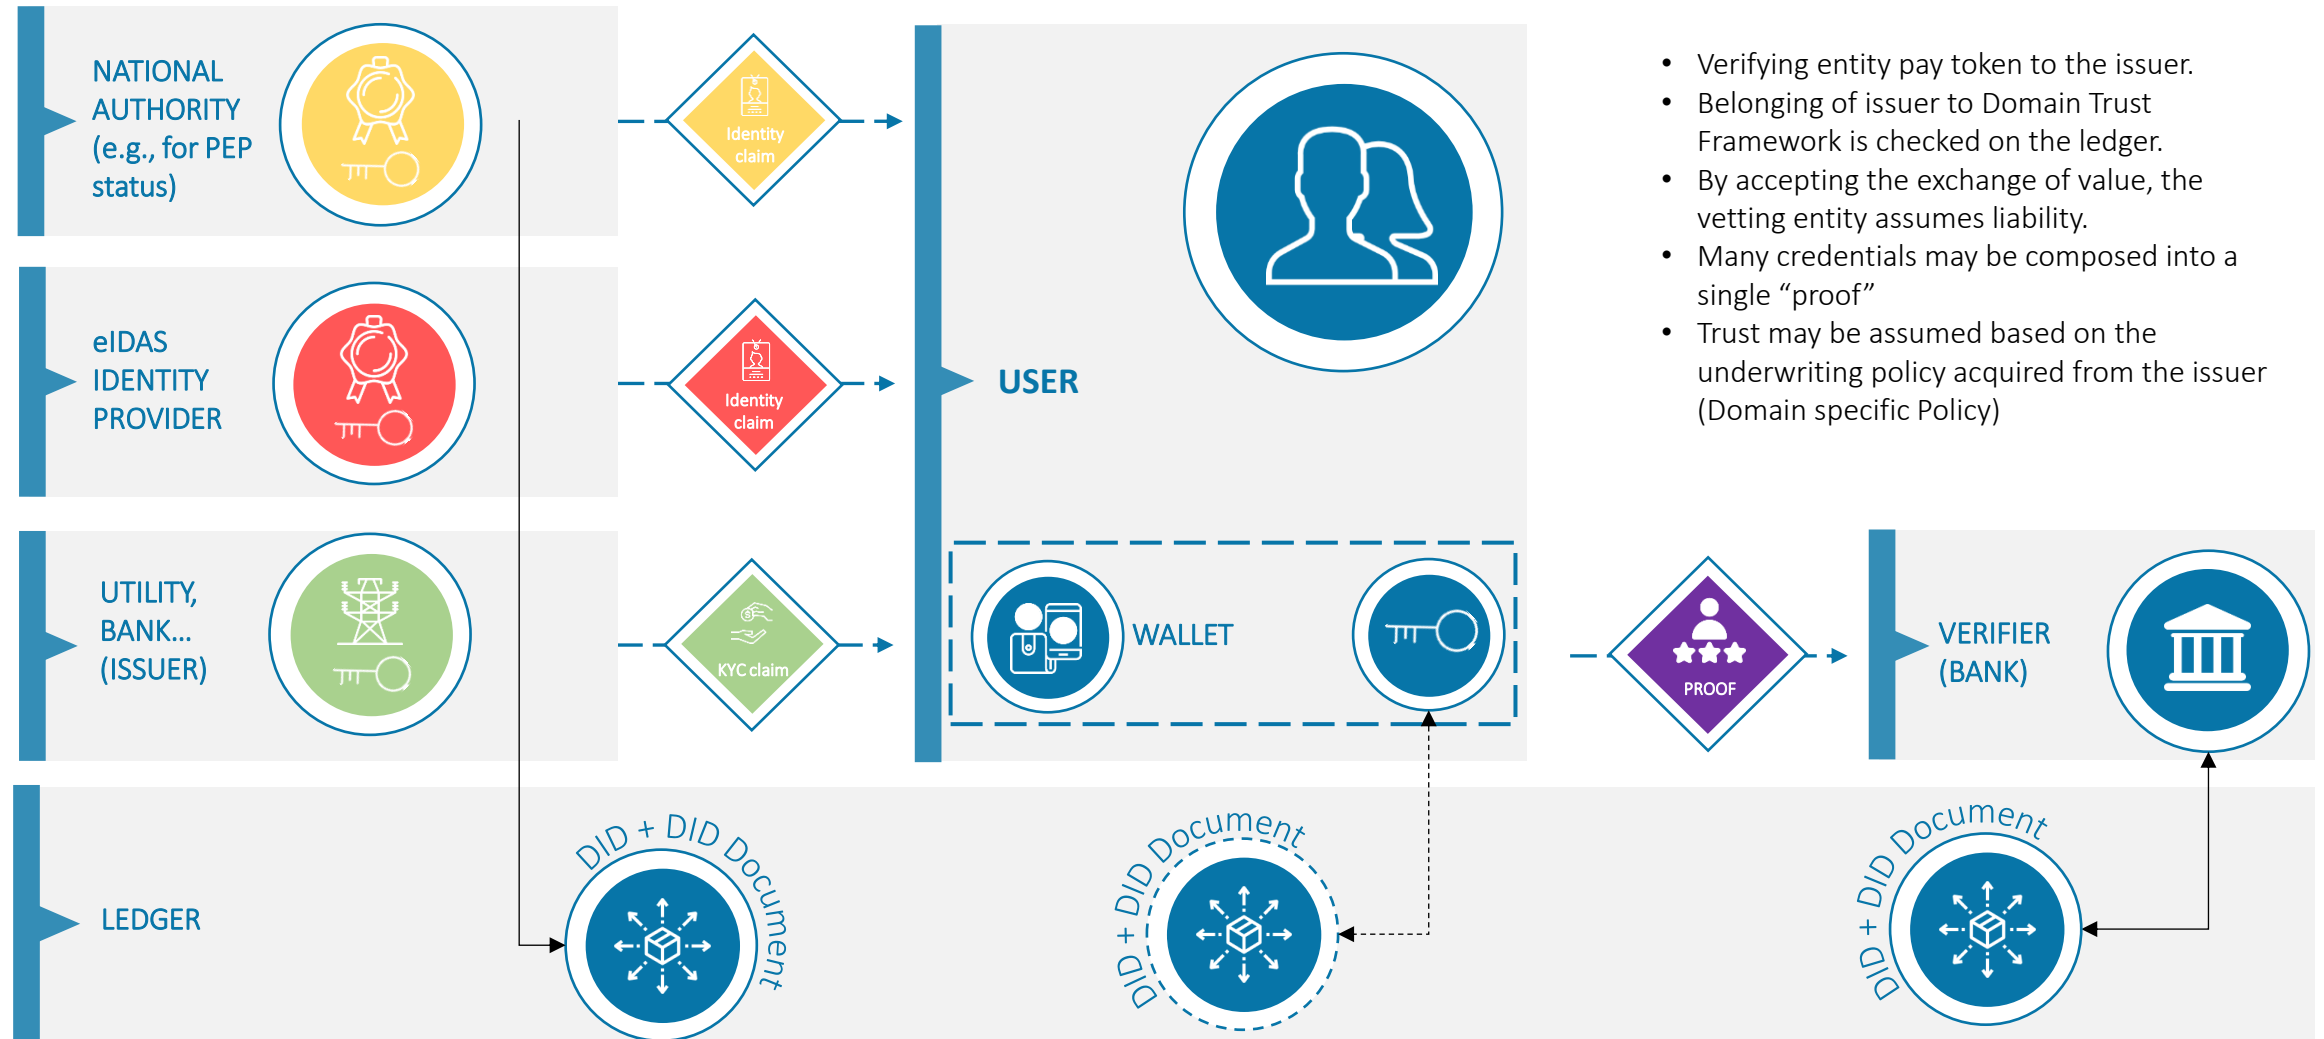 NATIONAL
AUTHORITY
(e.g., for PEP
status)
Identity
claim
eIDAS
IDENTITY
PROVIDER
Identity
claim
UTILITY,
BANK...
(ISSUER)
KYC claim
USER
WALLET
• Verifying entity pay token to the issuer.
• Belonging of issuer to Domain Trust
Framework is checked on the ledger.
• By accepting the exchange of value, the
vetting entity assumes liability.
• Many credentials may be composed into a
single “proof”
• Trust may be assumed based on the
underwriting policy acquired from the issuer
(Domain specific Policy)
PROOF
VERIFIER
(BANK)
LEDGER
DID + DID Document
DID + DID Document
DID + DID Document